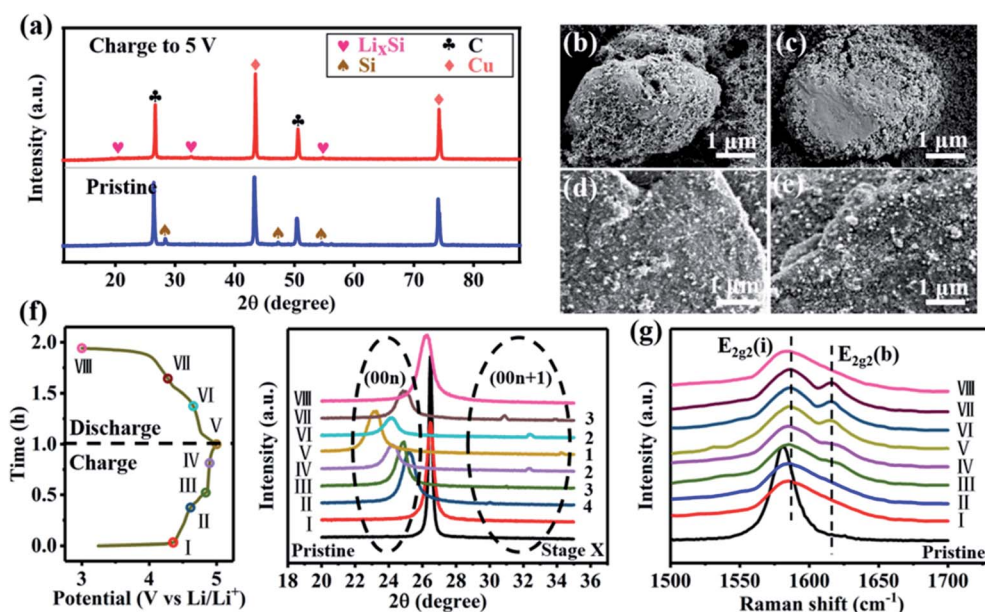 (a)
Charge to 5 V
♥ LiₓSi
♣ C
♠ Si
♦ Cu
Pristine
Intensity (a.u.)
20 30 40 50 60 70 80
2θ (degree)
(b)
1 μm
(c)
1 μm
(d)
1 μm
(e)
1 μm
(f)
2.0
1.5
1.0
0.5
0.0
Time (h)
Discharge
Charge
VIII
VII
VI
V
IV
III
II
I
3 4 5
Potential (V vs Li/Li⁺)
Intensity (a.u.)
(00n)
(00n+1)
VIII
VII 3
VI 2
V 1
IV 2
III 3
II 4
I
Pristine
Stage X
18 20 22 24 26 28 30 32 34 36
2θ (degree)
(g)
E2g2(i)
E2g2(b)
Intensity (a.u.)
VIII
VII
VI
V
IV
III
II
I
Pristine
1500 1550 1600 1650 1700
Raman shift (cm⁻¹)